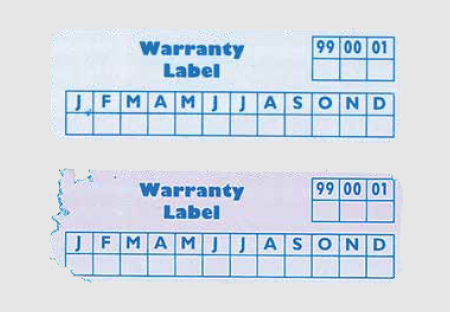 Warranty
Label
99 00 01
J F M A M J J A S O N D
Warranty
Label
99 00 01
J F M A M J J A S O N D